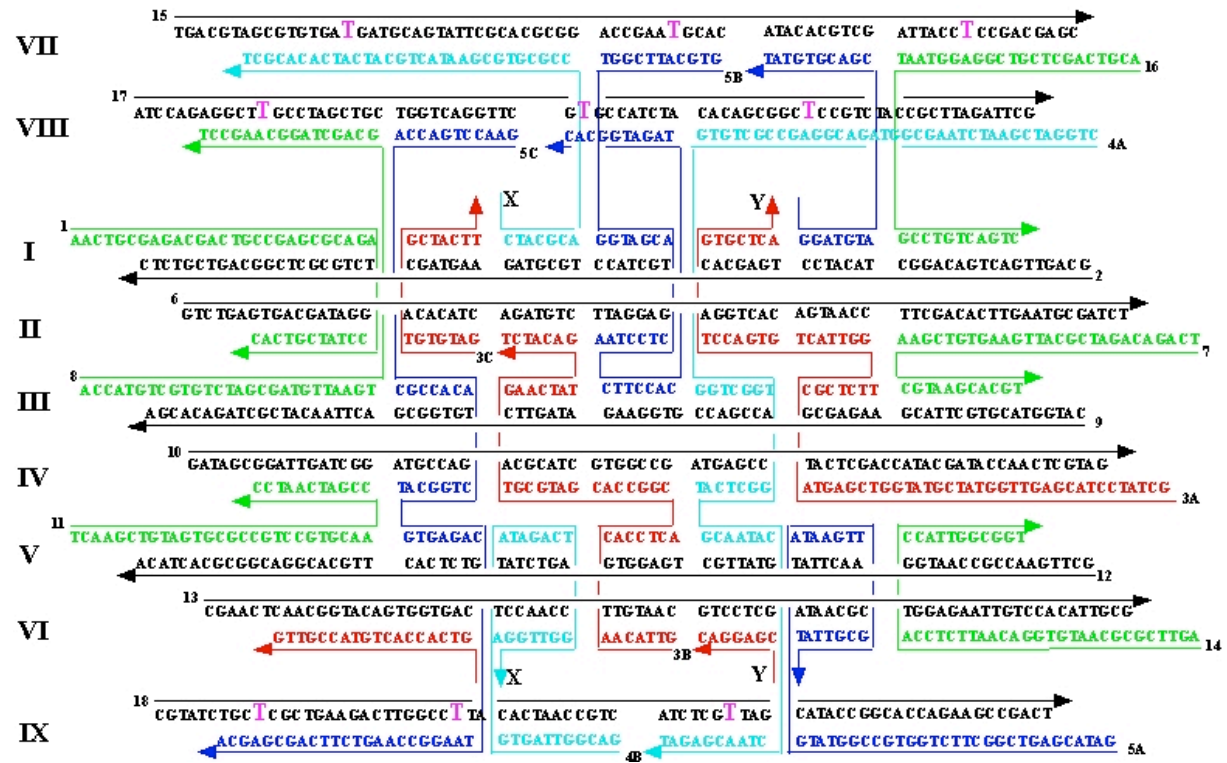 15
TGACGTAGCGTGTGATGATGCAGTATTCGCACGCGG ACCGAATGCAC ATACACGTCG ATTACCTCCGACGAGC
VII
TCGCACACTACTACGTCATAAGCGTGCGCC TGGCTTACGTG TATGTGCAGC TAATGGAGGCTGCTCGACTGCA
5B 16
17
ATCCAGAGGCTTGCCTAGCTGC TGGTCAGGTTC GTGCCATCTA CACAGCGGCTCCGTCTACCGCTTAGATTCG
VIII
TCCGAACGGATCGACG ACCAGTCCAAG CACGGTAGAT GTGTCGCCGAGGCAGATGGCGAATCTAAGCTAGGTC
5C 4A
X Y
1
AACTGCGAGACGACTGCCGAGCGCAGA GCTACTT CTACGCA GGTAGCA GTGCTCA GGATGTA GCCTGTCAGTC
I
CTCTGCTGACGGCTCGCGTCT CGATGAA GATGCGT CCATCGT CACGAGT CCTACAT CGGACAGTCAGTTGACG
2
6
GTCTGAGTGACGATAGG ACACATC AGATGTC TTAGGAG AGGTCAC AGTAACC TTCGACACTTGAATGCGATCT
II
CACTGCTATCC TGTGTAG TCTACAG AATCCTC TCCAGTG TCATTGG AAGCTGTGAAGTTACGCTAGACAGACT
3C 7
8
ACCATGTCGTGTCTAGCGATGTTAAGT CGCCACA GAACTAT CTTCCAC GGTCGGT CGCTCTT CGTAAGCACGT
III
AGCACAGATCGCTACAATTCA GCGGTGT CTTGATA GAAGGTG CCAGCCA GCGAGAA GCATTCGTGCATGGTAC
9
10
GATAGCGGATTGATCGG ATGCCAG ACGCATC GTGGCCG ATGAGCC TACTCGACCATACGATACCAACTCGTAG
IV
CCTAACTAGCC TACGGTC TGCGTAG CACCGGC TACTCGG ATGAGCTGGTATGCTATGGTTGAGCATCCTATCG
3A
11
TCAAGCTGTAGTGCGCCGTCCGTGCAA GTGAGAC ATAGACT CACCTCA GCAATAC ATAAGTT CCATTGGCGGT
V
ACATCACGCGGCAGGCACGTT CACTCTG TATCTGA GTGGAGT CGTTATG TATTCAA GGTAACCGCCAAGTTCG
12
13
CGAACTCAACGGTACAGTGGTGAC TCCAACC TTGTAAC GTCCTCG ATAACGC TGGAGAATTGTCCACATTGCG
VI
GTTGCCATGTCACCACTG AGGTTGG AACATTG CAGGAGC TATTGCG ACCTCTTAACAGGTGTAACGCGCTTGA
3B 14
X Y
18
CGTATCTGCTCGCTGAAGACTTGGCCTTA CACTAACCGTC ATCTCGTTAG CATACCGGCACCAGAAGCCGACT
IX
ACGAGCGACTTCTGAACCGGAAT GTGATTGGCAG TAGAGCAATC GTATGGCCGTGGTCTTCGGCTGAGCATAG
4B 5A